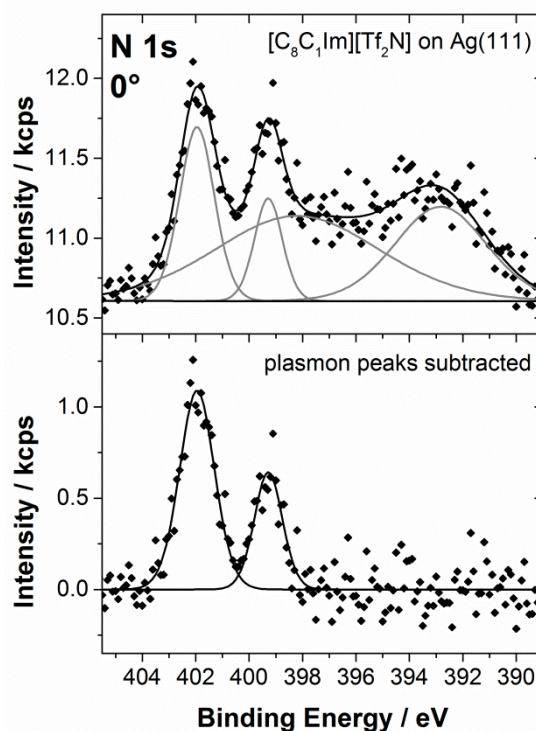 N 1s
0°
[C₈C₁Im][Tf₂N] on Ag(111)
12.0
11.5
11.0
10.5
Intensity / kcps
plasmon peaks subtracted
1.0
0.5
0.0
Intensity / kcps
404 402 400 398 396 394 392 390
Binding Energy / eV